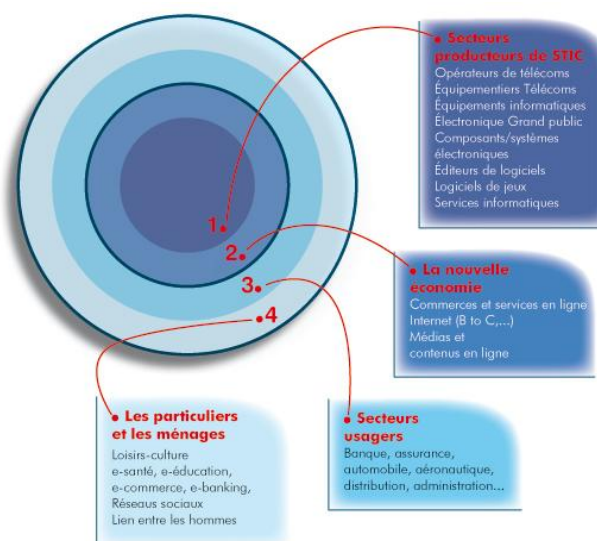 1
2
3
4
• Secteurs
producteurs de STIC
Opérateurs de télécoms
Équipementiers Télécoms
Équipements informatiques
Électronique Grand public
Composants/systèmes
électroniques
Éditeurs de logiciels
Logiciels de jeux
Services informatiques
• La nouvelle
économie
Commerces et services en ligne
Internet (B to C,...)
Médias et
contenus en ligne
• Les particuliers
et les ménages
Loisirs-culture
e-santé, e-éducation,
e-commerce, e-banking,
Réseaus sociaux
Lien entre les hommes
• Secteurs
usagers
Banque, assurance,
automobile, aéronautique,
distribution, administration...